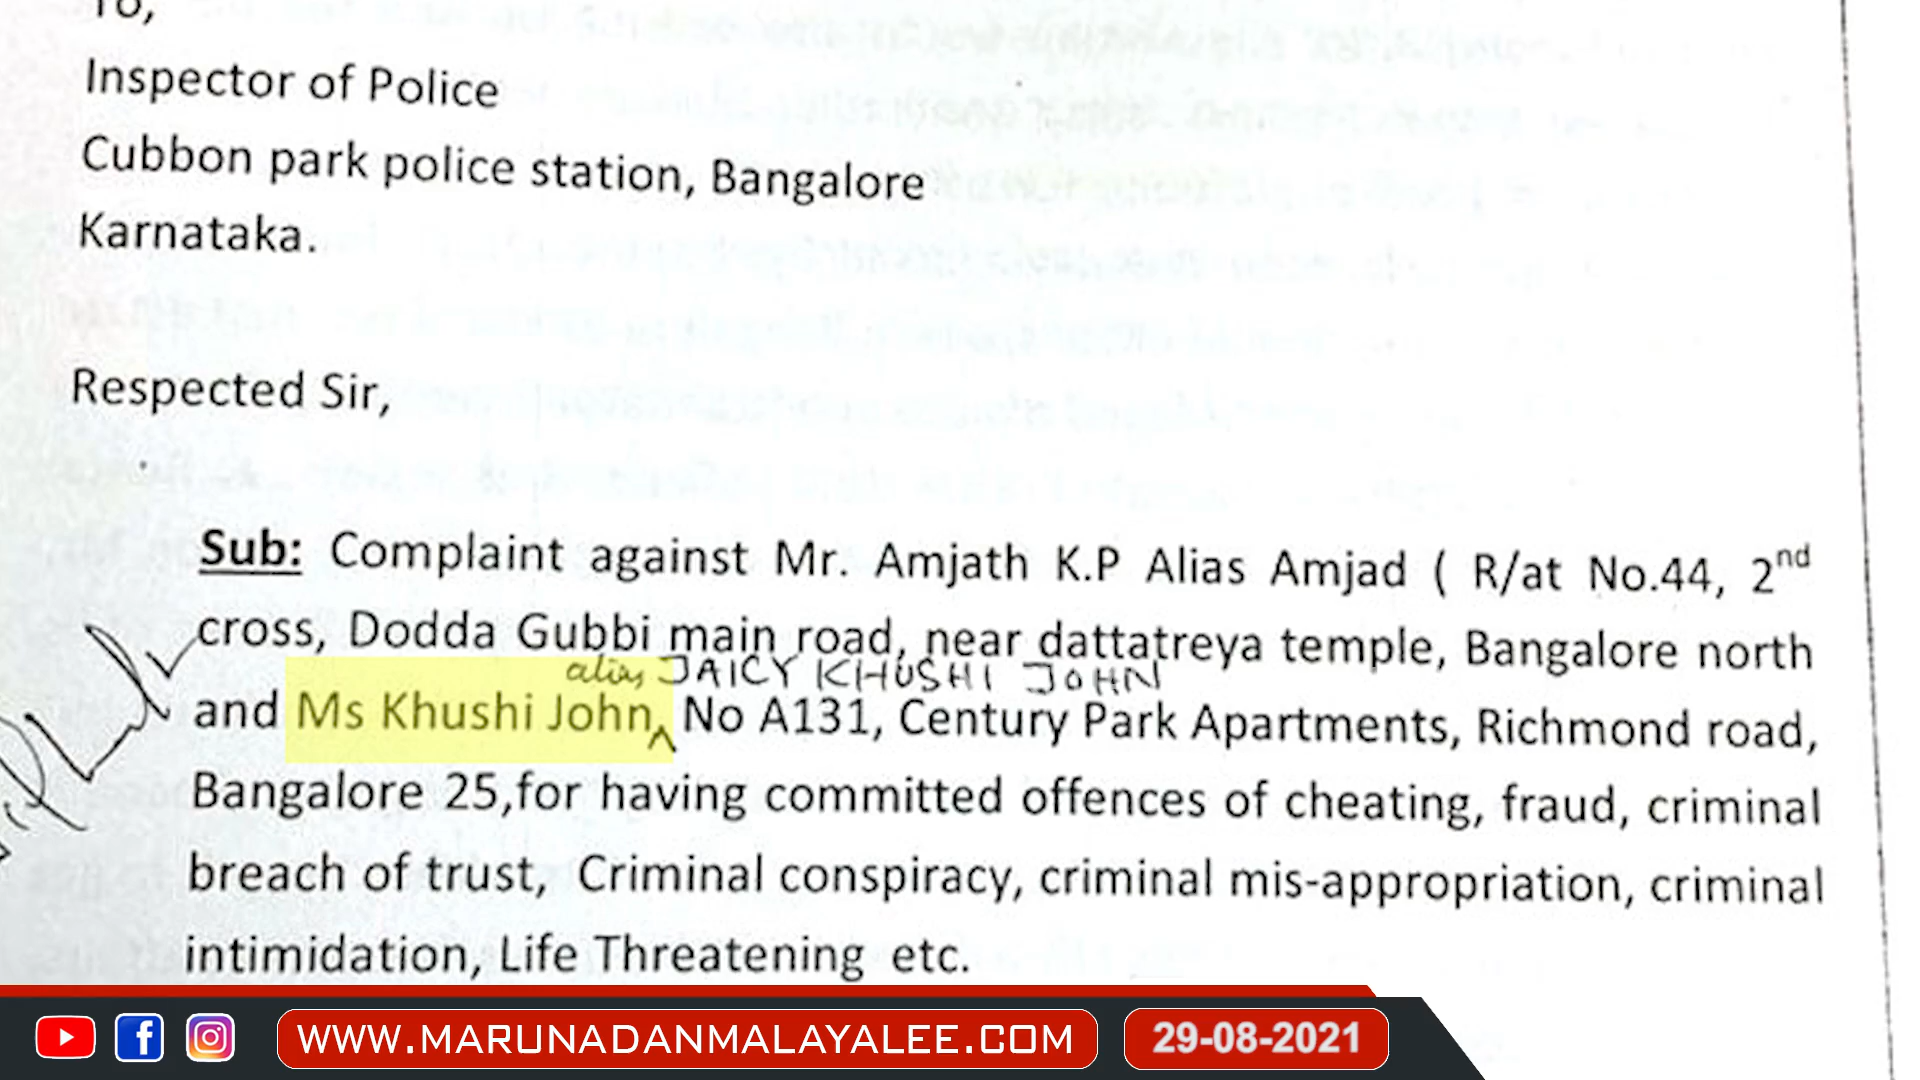 To,
Inspector of Police
Cubbon park police station, Bangalore
Karnataka.
Respected Sir,
Sub: Complaint against Mr. Amjath K.P Alias Amjad ( R/at No.44, 2nd
cross, Dodda Gubbi main road, near dattatreya temple, Bangalore north
alias JAICY KHUSHI JOHN
and Ms Khushi John^ No A131, Century Park Apartments, Richmond road,
Bangalore 25,for having committed offences of cheating, fraud, criminal
breach of trust, Criminal conspiracy, criminal mis-appropriation, criminal
intimidation, Life Threatening etc.
WWW.MARUNADANMALAYALEE.COM
29-08-2021